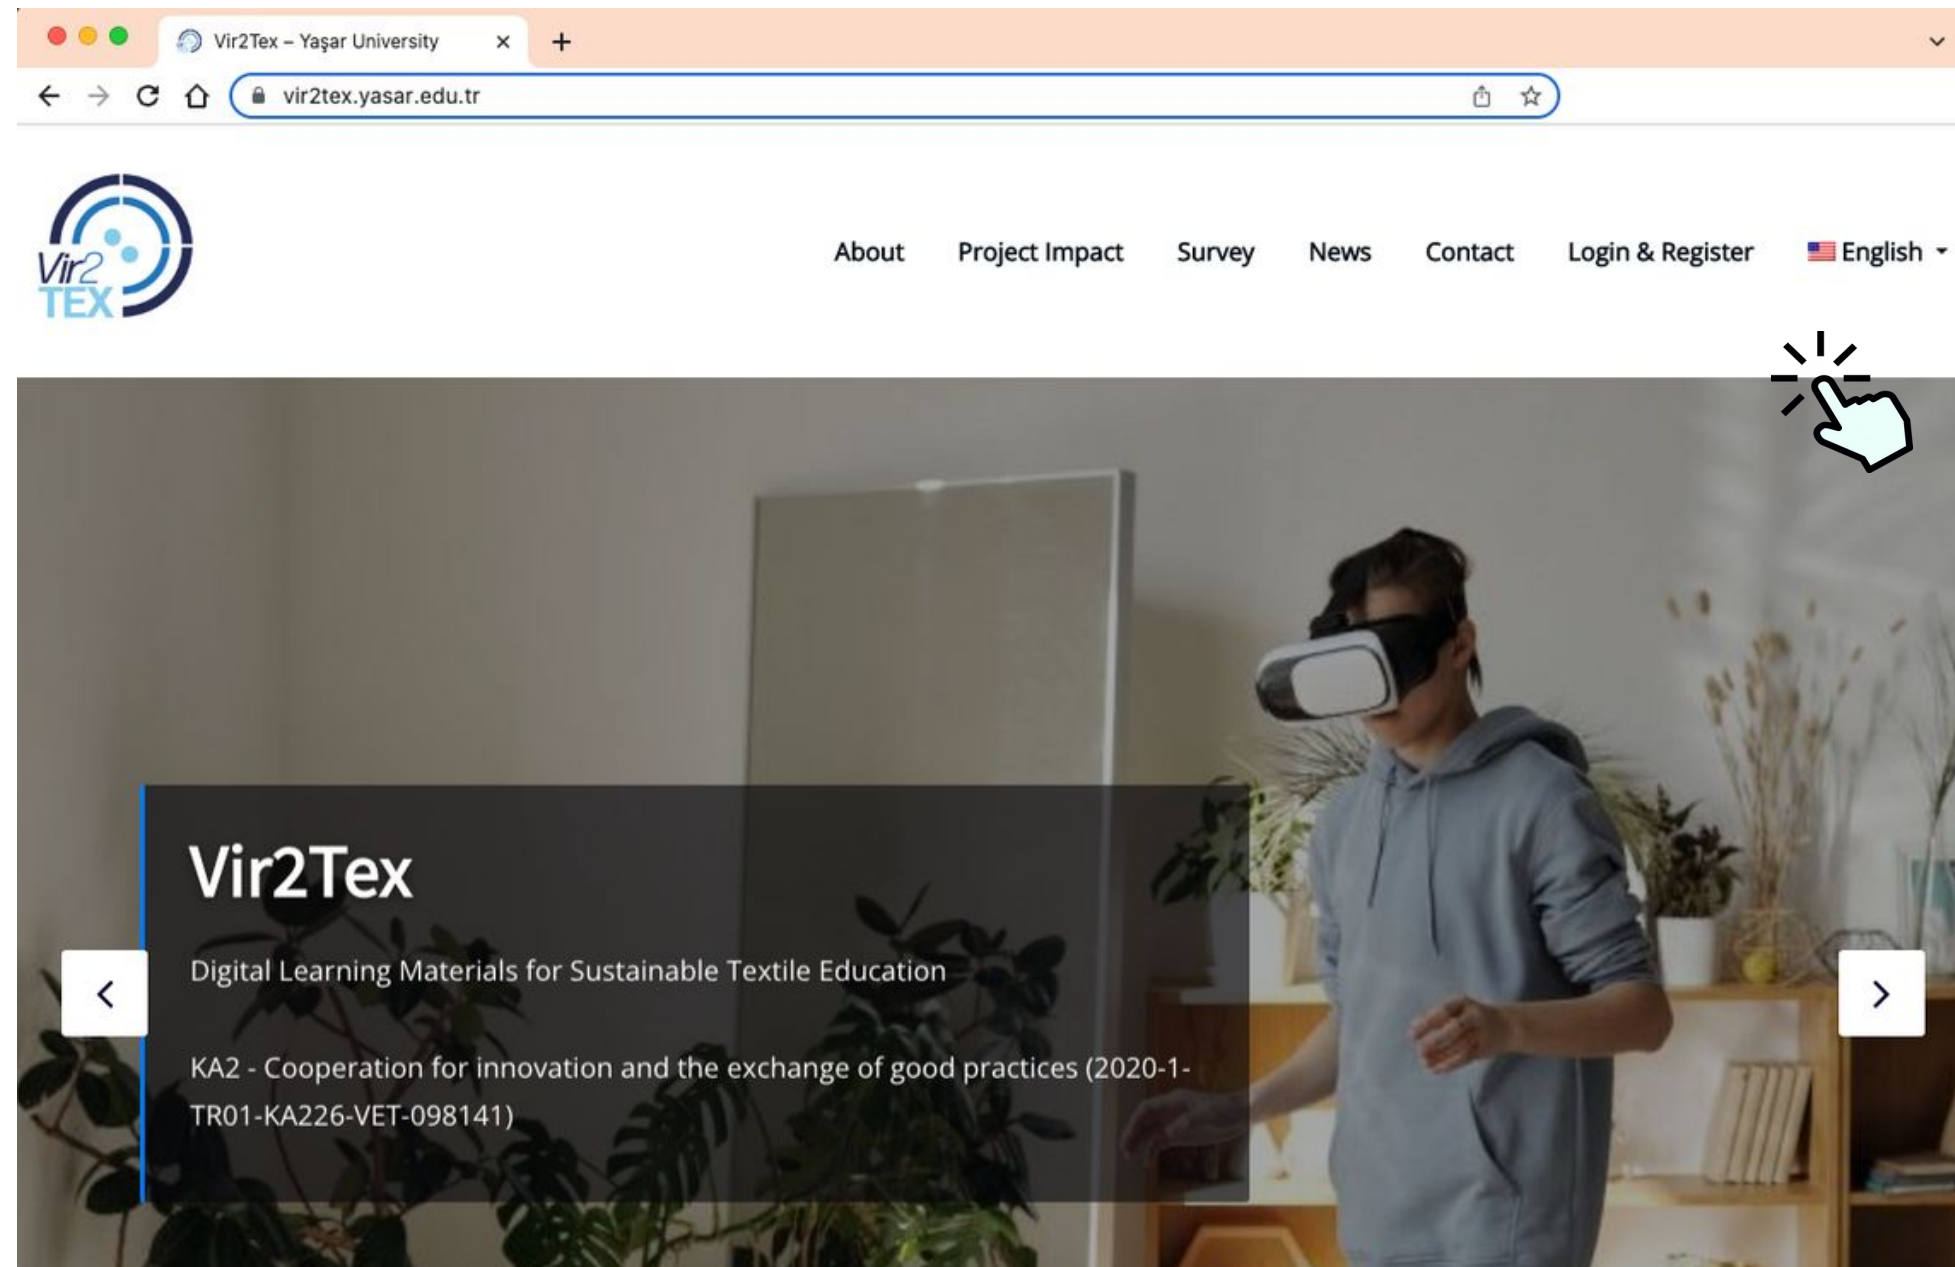 Vir2Tex – Yaşar University
vir2tex.yasar.edu.tr
Vir2
TEX
About Project Impact Survey News Contact Login & Register English
Vir2Tex
Digital Learning Materials for Sustainable Textile Education
KA2 - Cooperation for innovation and the exchange of good practices (2020-1-
TR01-KA226-VET-098141)